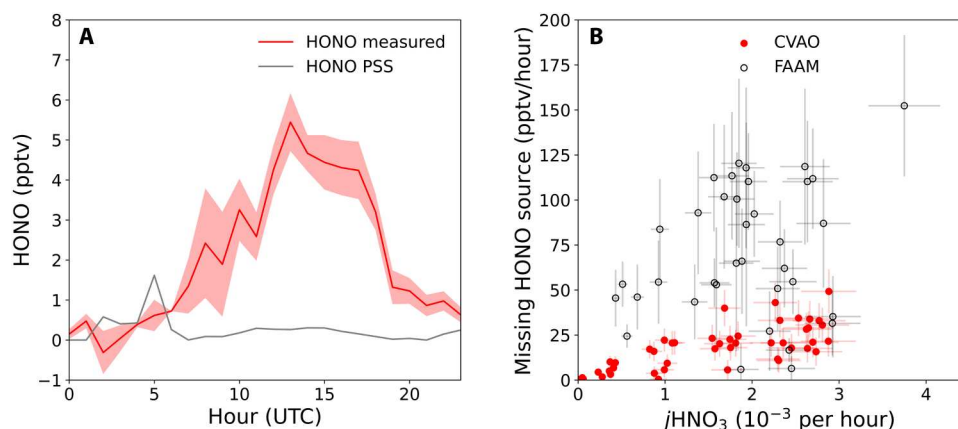 A
HONO measured
HONO PSS
8
7
6
5
4
3
2
1
0
−1
HONO (pptv)
0 5 10 15 20
Hour (UTC)
B
CVAO
FAAM
200
175
150
125
100
75
50
25
0
Missing HONO source (pptv/hour)
0 1 2 3 4
jHNO₃ (10⁻³ per hour)